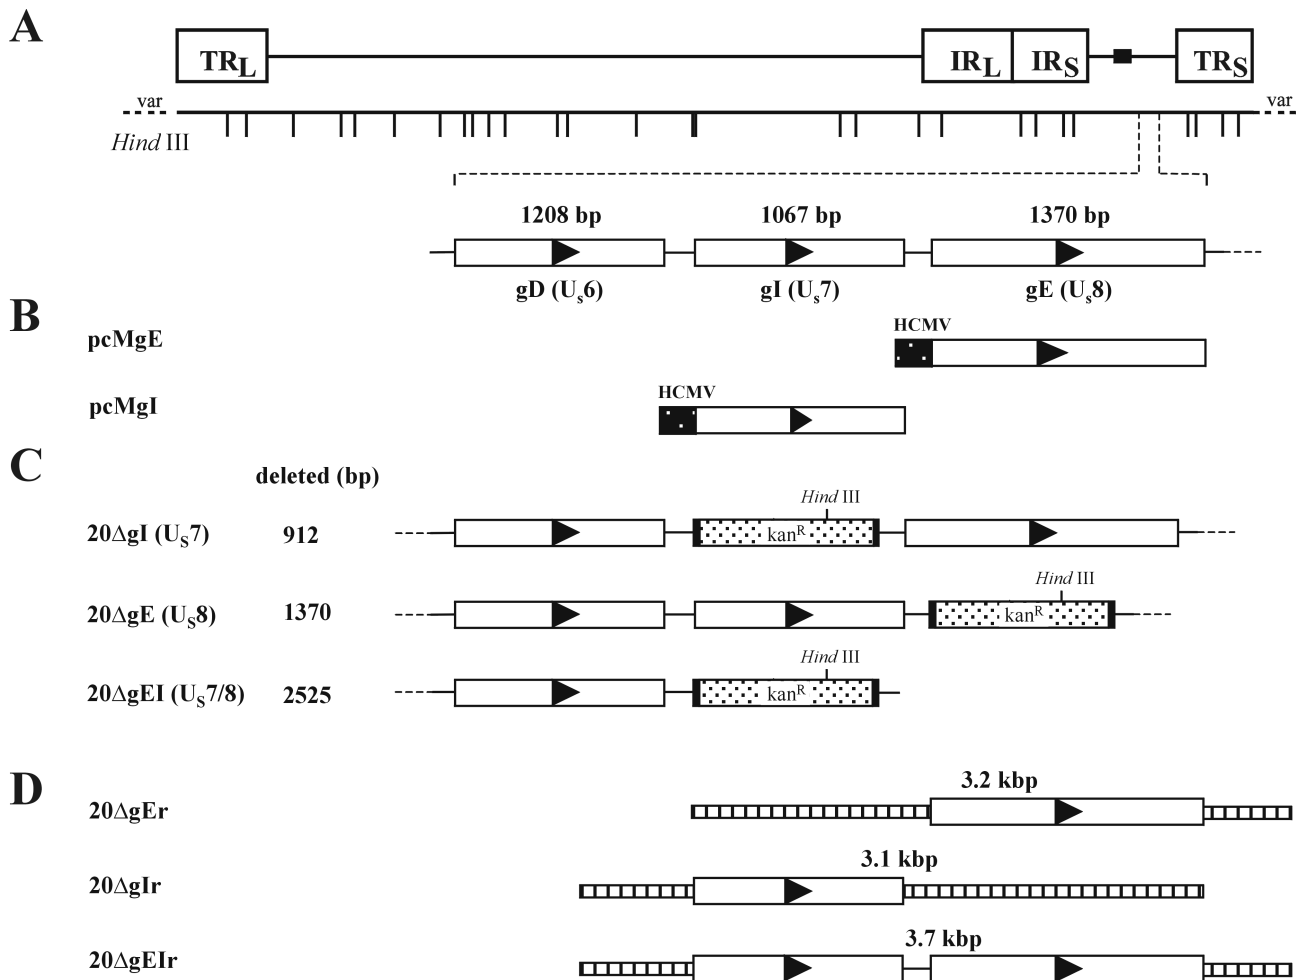 A
TRL IRL IRS TRS
var var
Hind III
1208 bp 1067 bp 1370 bp
gD (Us6) gI (Us7) gE (Us8)
B
HCMV
pcMgE
HCMV
pcMgI
C
deleted (bp)
Hind III
20ΔgI (US7) 912 kanR
Hind III
20ΔgE (US8) 1370 kanR
Hind III
20ΔgEI (US7/8) 2525 kanR
D
3.2 kbp
20ΔgEr
3.1 kbp
20ΔgIr
3.7 kbp
20ΔgEIr